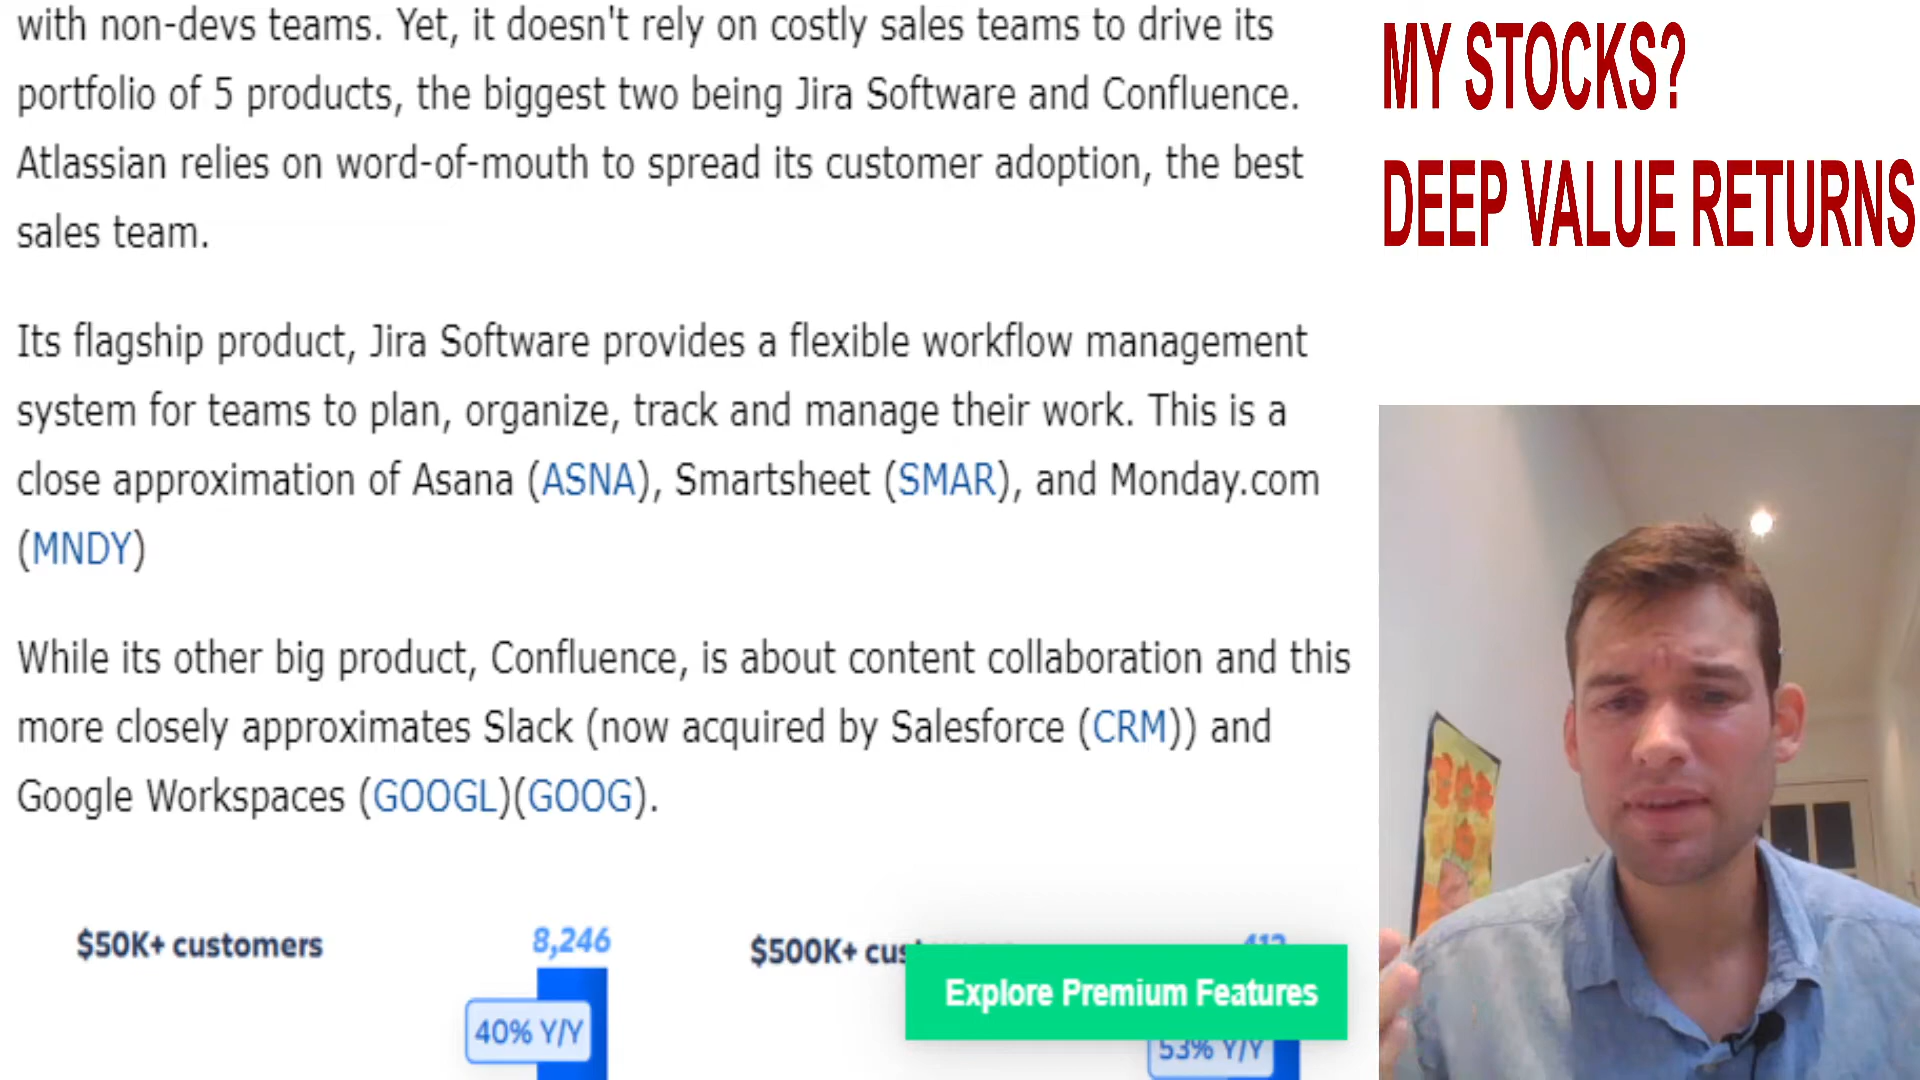 with non-devs teams. Yet, it doesn't rely on costly sales teams to drive its
portfolio of 5 products, the biggest two being Jira Software and Confluence.
Atlassian relies on word-of-mouth to spread its customer adoption, the best
sales team.
Its flagship product, Jira Software provides a flexible workflow management
system for teams to plan, organize, track and manage their work. This is a
close approximation of Asana (ASNA), Smartsheet (SMAR), and Monday.com
(MNDY)
While its other big product, Confluence, is about content collaboration and this
more closely approximates Slack (now acquired by Salesforce (CRM)) and
Google Workspaces (GOOGL)(GOOG).
$50K+ customers
8,246
40% Y/Y
$500K+
53% Y/Y
Explore Premium Features
MY STOCKS?
DEEP VALUE RETURNS